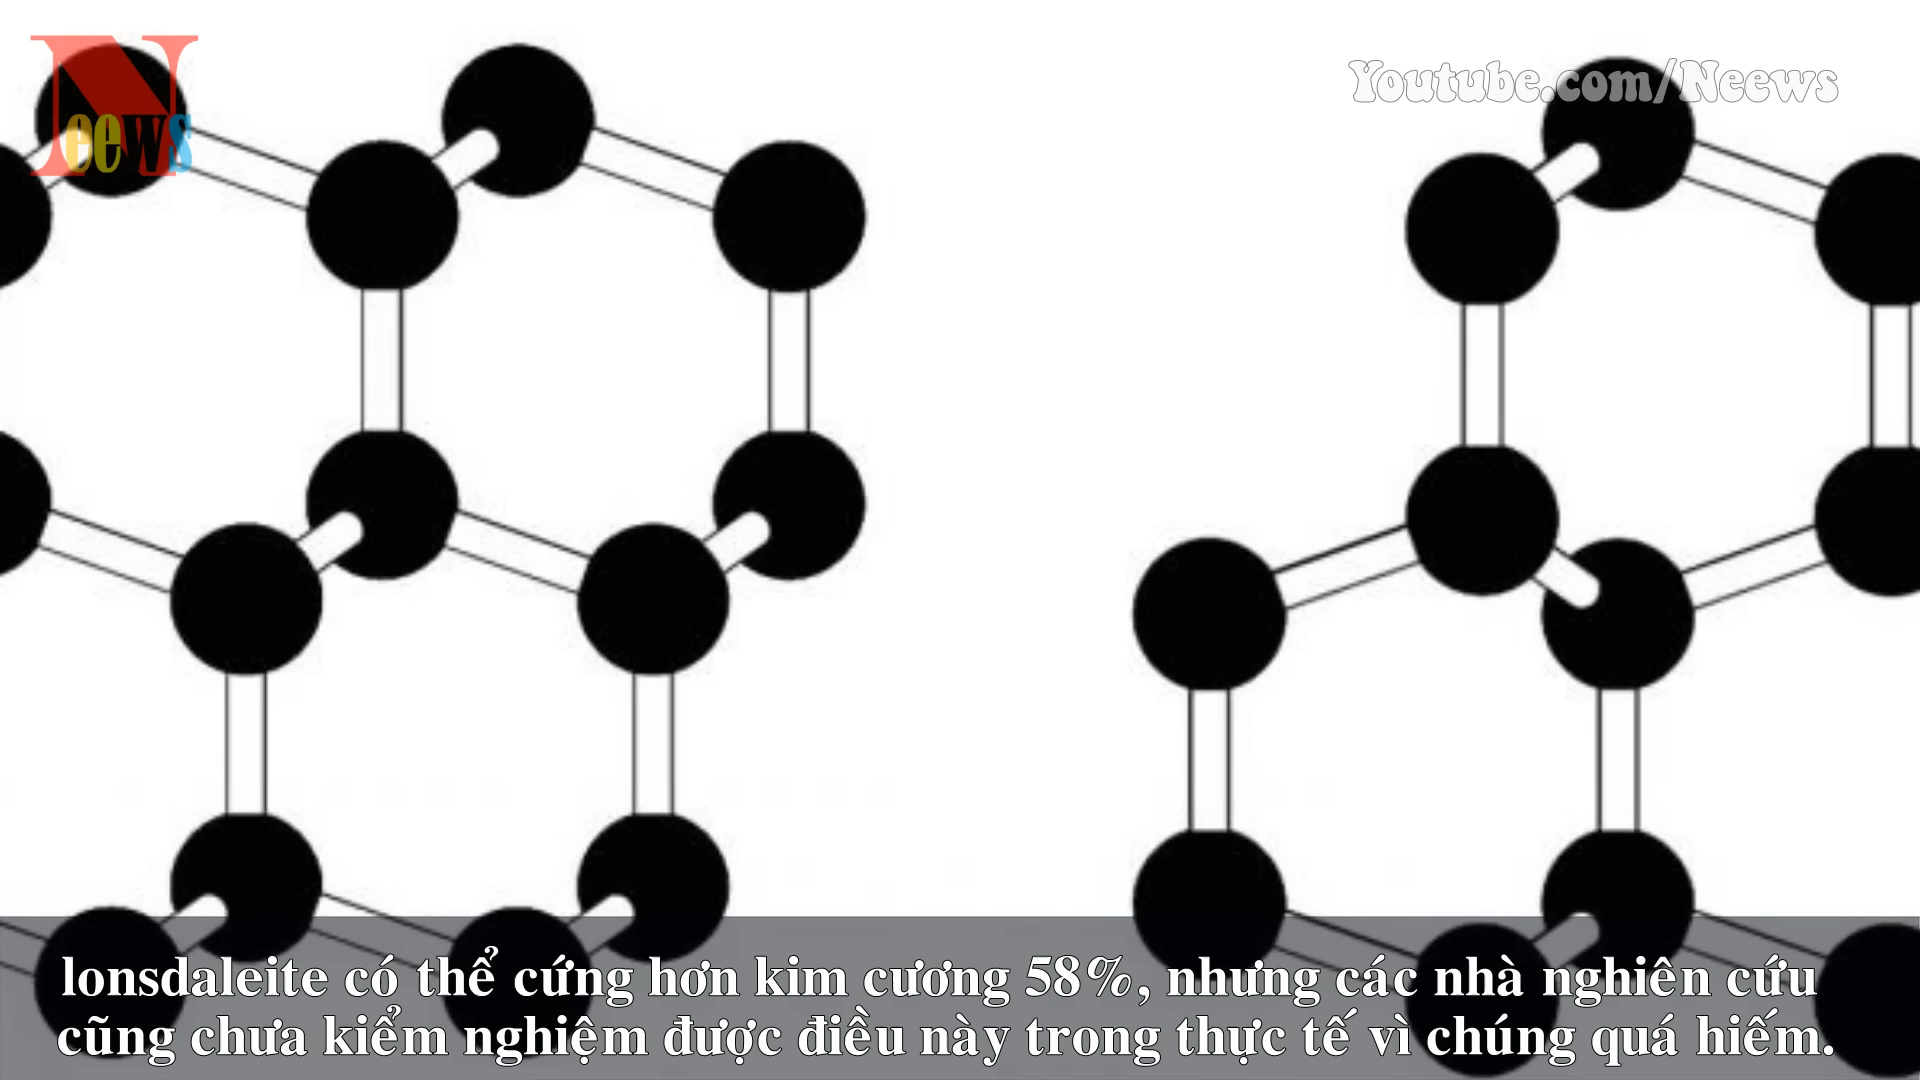 Neews
Youtube.com/Neews
lonsdaleite có thể cứng hơn kim cương 58%, nhưng các nhà nghiên cứu
cũng chưa kiểm nghiệm được điều này trong thực tế vì chúng quá hiếm.